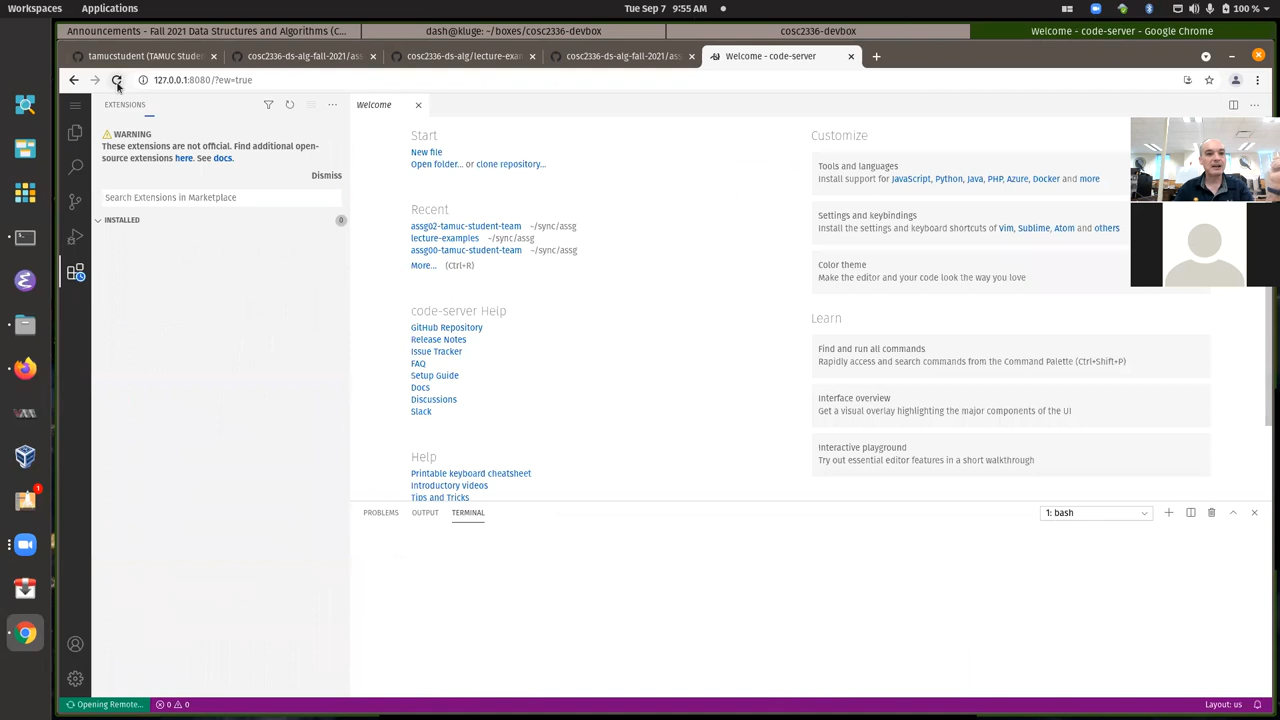 Workspaces
Applications
Tue Sep 7 9:55 AM
100 %
Announcements - Fall 2021 Data Structures and Algorithms (C...
dash@kluge: ~/boxes/cosc2336-devbox
cosc2336-devbox
Welcome - code-server - Google Chrome
tamucstudent (TAMUC Stude
cosc2336-ds-alg-fall-2021/ass
cosc2336-ds-alg/lecture-exam
cosc2336-ds-alg-fall-2021/ass
Welcome - code-server
127.0.0.1:8080/?ew=true
EXTENSIONS
WARNING
These extensions are not official. Find additional open-
source extensions here. See docs.
Dismiss
Search Extensions in Marketplace
INSTALLED
0
Welcome
Start
New file
Open folder... or clone repository...
Recent
assg02-tamuc-student-team ~/sync/assg
lecture-examples ~/sync/assg
assg00-tamuc-student-team ~/sync/assg
More... (Ctrl+R)
code-server Help
GitHub Repository
Release Notes
Issue Tracker
FAQ
Setup Guide
Docs
Discussions
Slack
Help
Printable keyboard cheatsheet
Introductory videos
Tips and Tricks
Customize
Tools and languages
Install support for JavaScript, Python, Java, PHP, Azure, Docker and more
Settings and keybindings
Install the settings and keyboard shortcuts of Vim, Sublime, Atom and others
Color theme
Make the editor and your code look the way you love
Learn
Find and run all commands
Rapidly access and search commands from the Command Palette (Ctrl+Shift+P)
Interface overview
Get a visual overlay highlighting the major components of the UI
Interactive playground
Try out essential editor features in a short walkthrough
PROBLEMS
OUTPUT
TERMINAL
1: bash
1
Opening Remote...
0
0
Layout: us